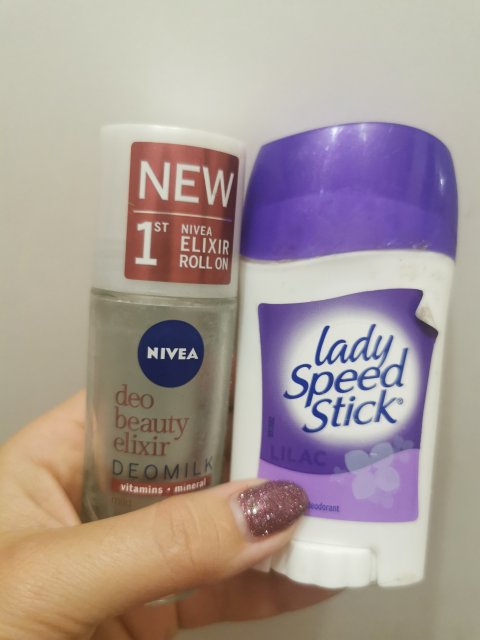 NEW
1ST
NIVEA
ELIXIR
ROLL ON
NIVEA
deo
beauty
elixir
DEOMILK
vitamins + mineral
lady
Speed
Stick®
LILAC
deodorant